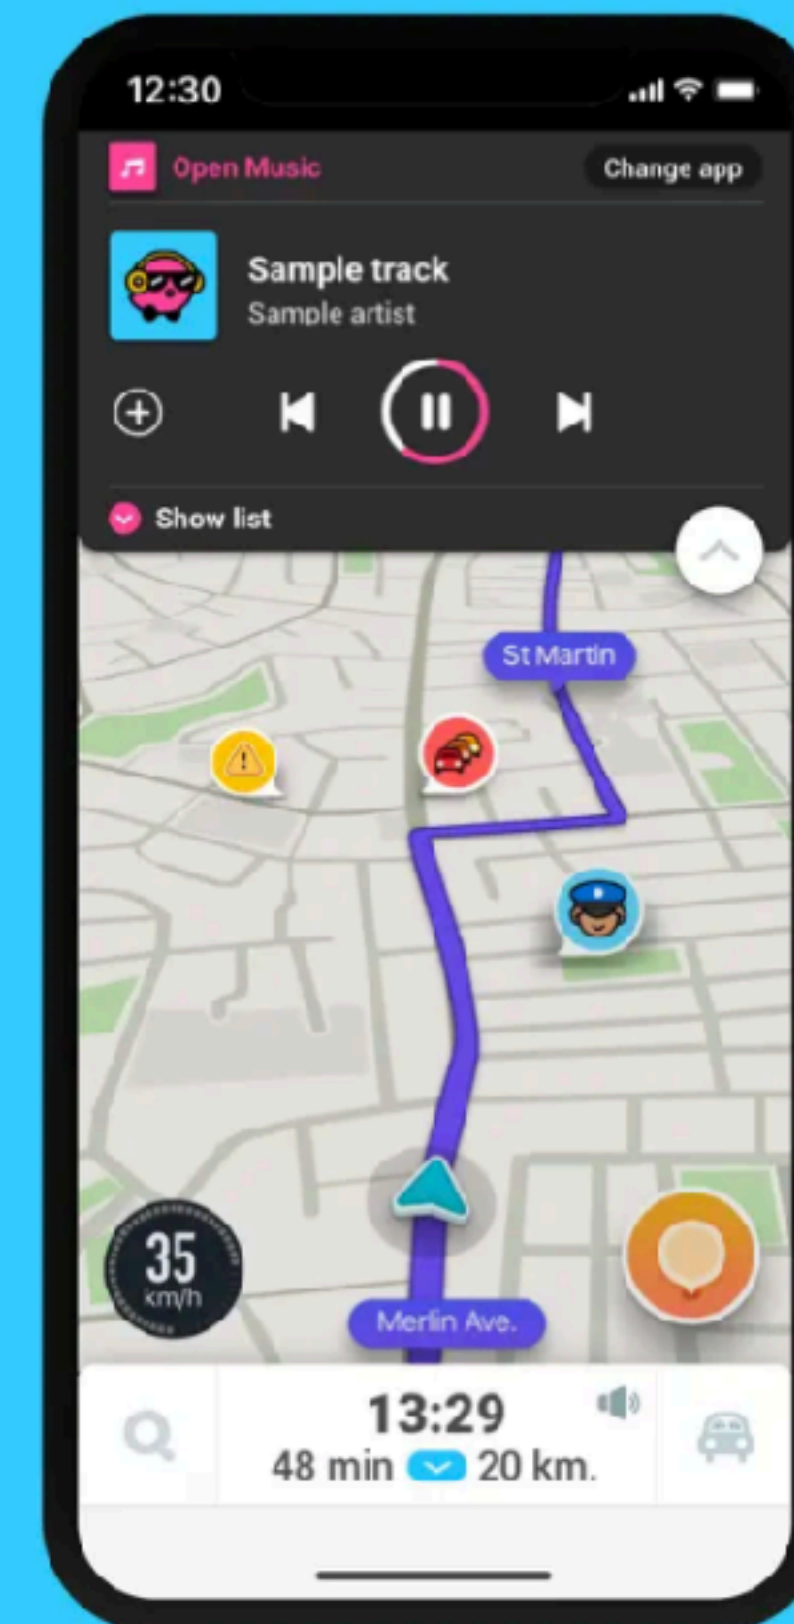 12:30
Open Music
Change app
Sample track
Sample artist
Show list
St Martin
35
km/h
Merlin Ave.
13:29
48 min 20 km.